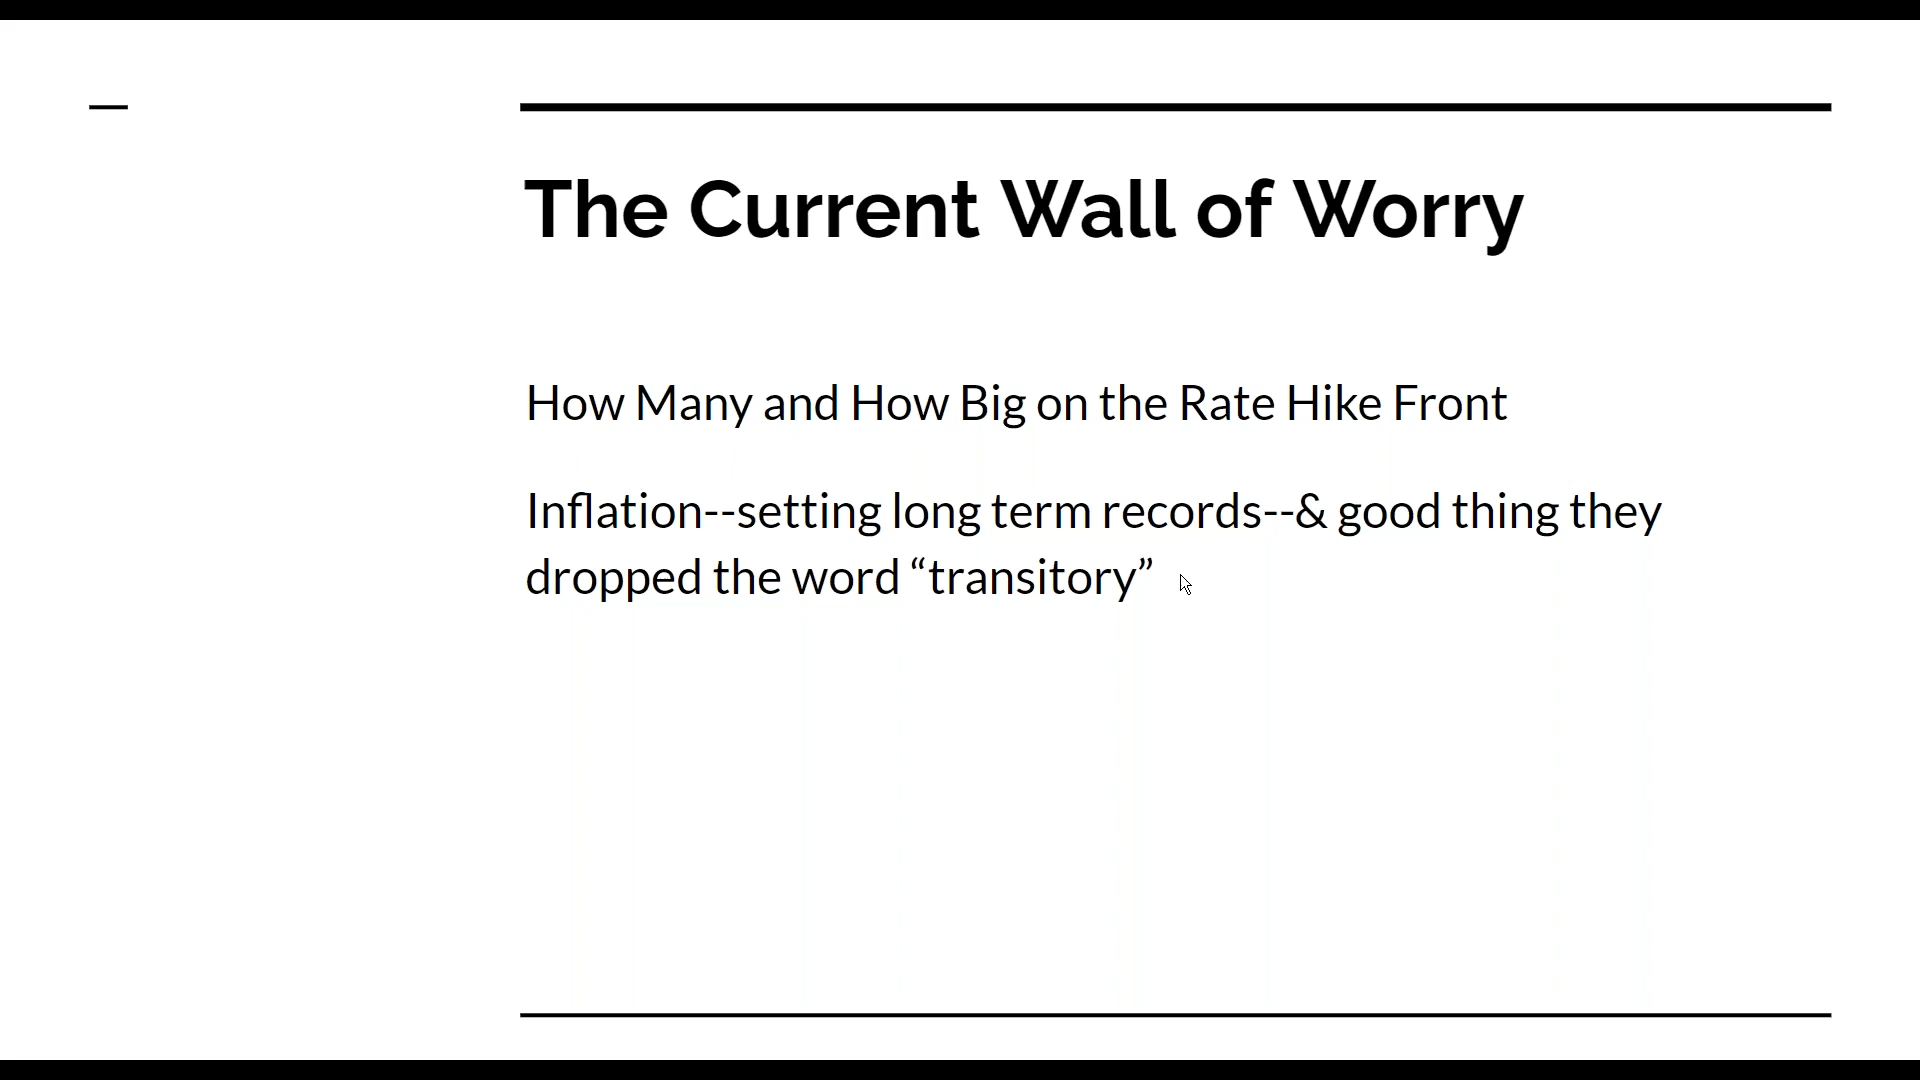 The Current Wall of Worry
How Many and How Big on the Rate Hike Front
Inflation--setting long term records--& good thing they
dropped the word “transitory”